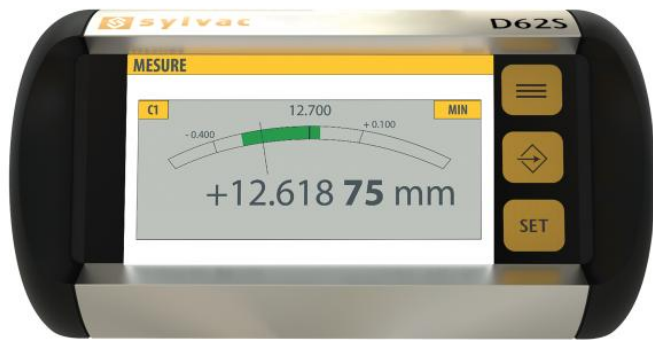 sylvac D62S
MESURE
C1 12.700 MIN
- 0.400 + 0.100
+12.618 75 mm
SET